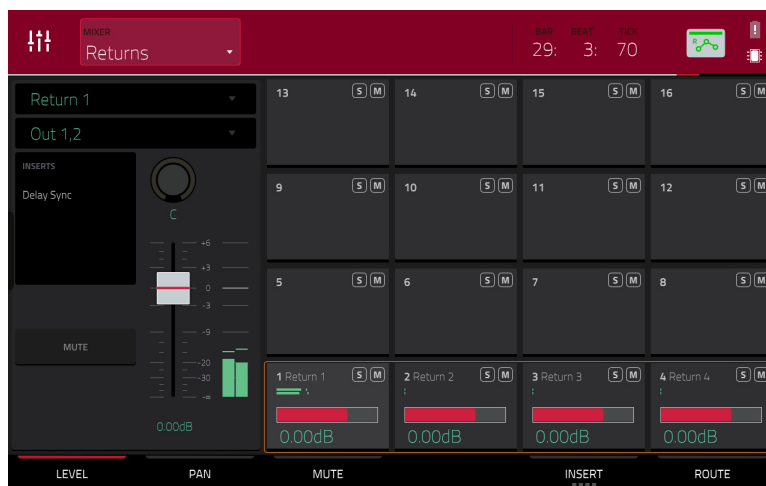 MIXER
Returns
BAR BEAT TICK
29: 3: 70
R
Return 1
Out 1,2
INSERTS
Delay Sync
C
+6
+3
0
-3
-9
-20
-30
-∞
MUTE
0.00dB
13 S M
14 S M
15 S M
16 S M
9 S M
10 S M
11 S M
12 S M
5 S M
6 S M
7 S M
8 S M
1 Return 1 S M
2 Return 2 S M
3 Return 3 S M
4 Return 4 S M
0.00dB
0.00dB
0.00dB
0.00dB
LEVEL PAN MUTE INSERT ROUTE